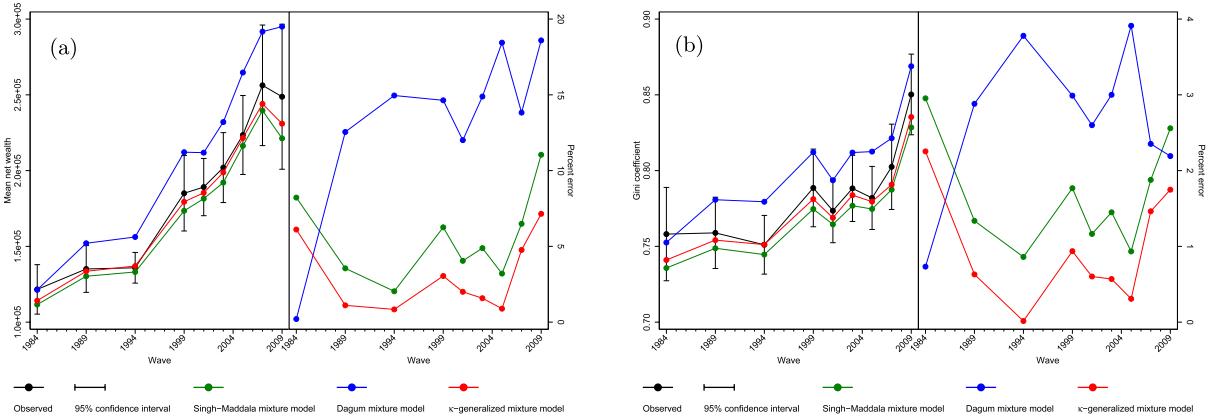 (a)
Mean net wealth
3.0e+05
2.5e+05
2.0e+05
1.5e+05
1.0e+05
20
15
10
5
0
Percent error
1984 1989 1994 1999 2004 2009 1984 1989 1994 1999 2004 2009
Wave Wave
Observed 95% confidence interval Singh−Maddala mixture model Dagum mixture model κ−generalized mixture model
(b)
Gini coefficient
0.90
0.85
0.80
0.75
0.70
4
3
2
1
0
Percent error
1984 1989 1994 1999 2004 2009 1984 1989 1994 1999 2004 2009
Wave Wave
Observed 95% confidence interval Singh−Maddala mixture model Dagum mixture model κ−generalized mixture model